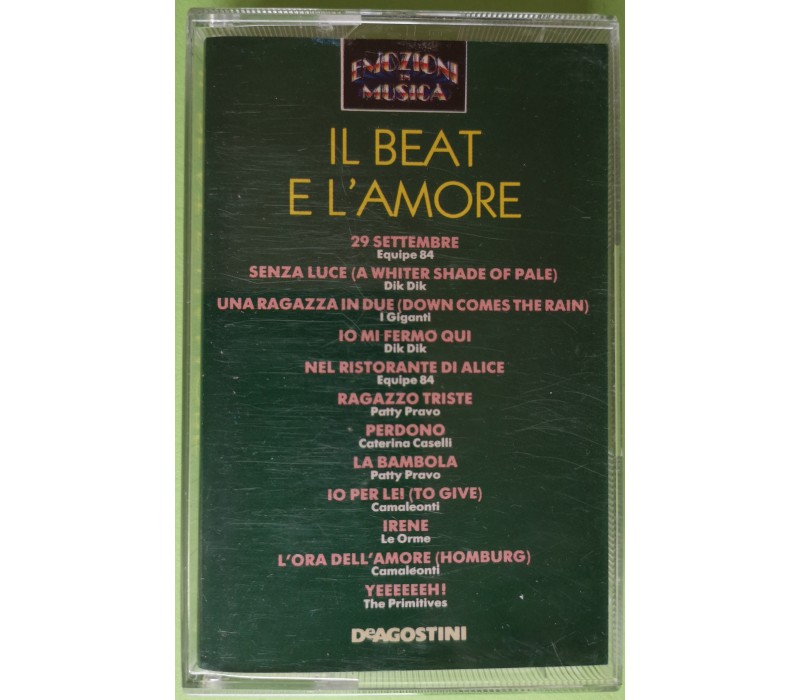 EMOZIONI
IN
MUSICA
IL BEAT
E L'AMORE
29 SETTEMBRE
Equipe 84
SENZA LUCE (A WHITER SHADE OF PALE)
Dik Dik
UNA RAGAZZA IN DUE (DOWN COMES THE RAIN)
I Giganti
IO MI FERMO QUI
Dik Dik
NEL RISTORANTE DI ALICE
Equipe 84
RAGAZZO TRISTE
Patty Pravo
PERDONO
Caterina Caselli
LA BAMBOLA
Patty Pravo
IO PER LEI (TO GIVE)
Camaleonti
IRENE
Le Orme
L'ORA DELL'AMORE (HOMBURG)
Camaleonti
YEEEEEEH!
The Primitives
DeAGOSTINI